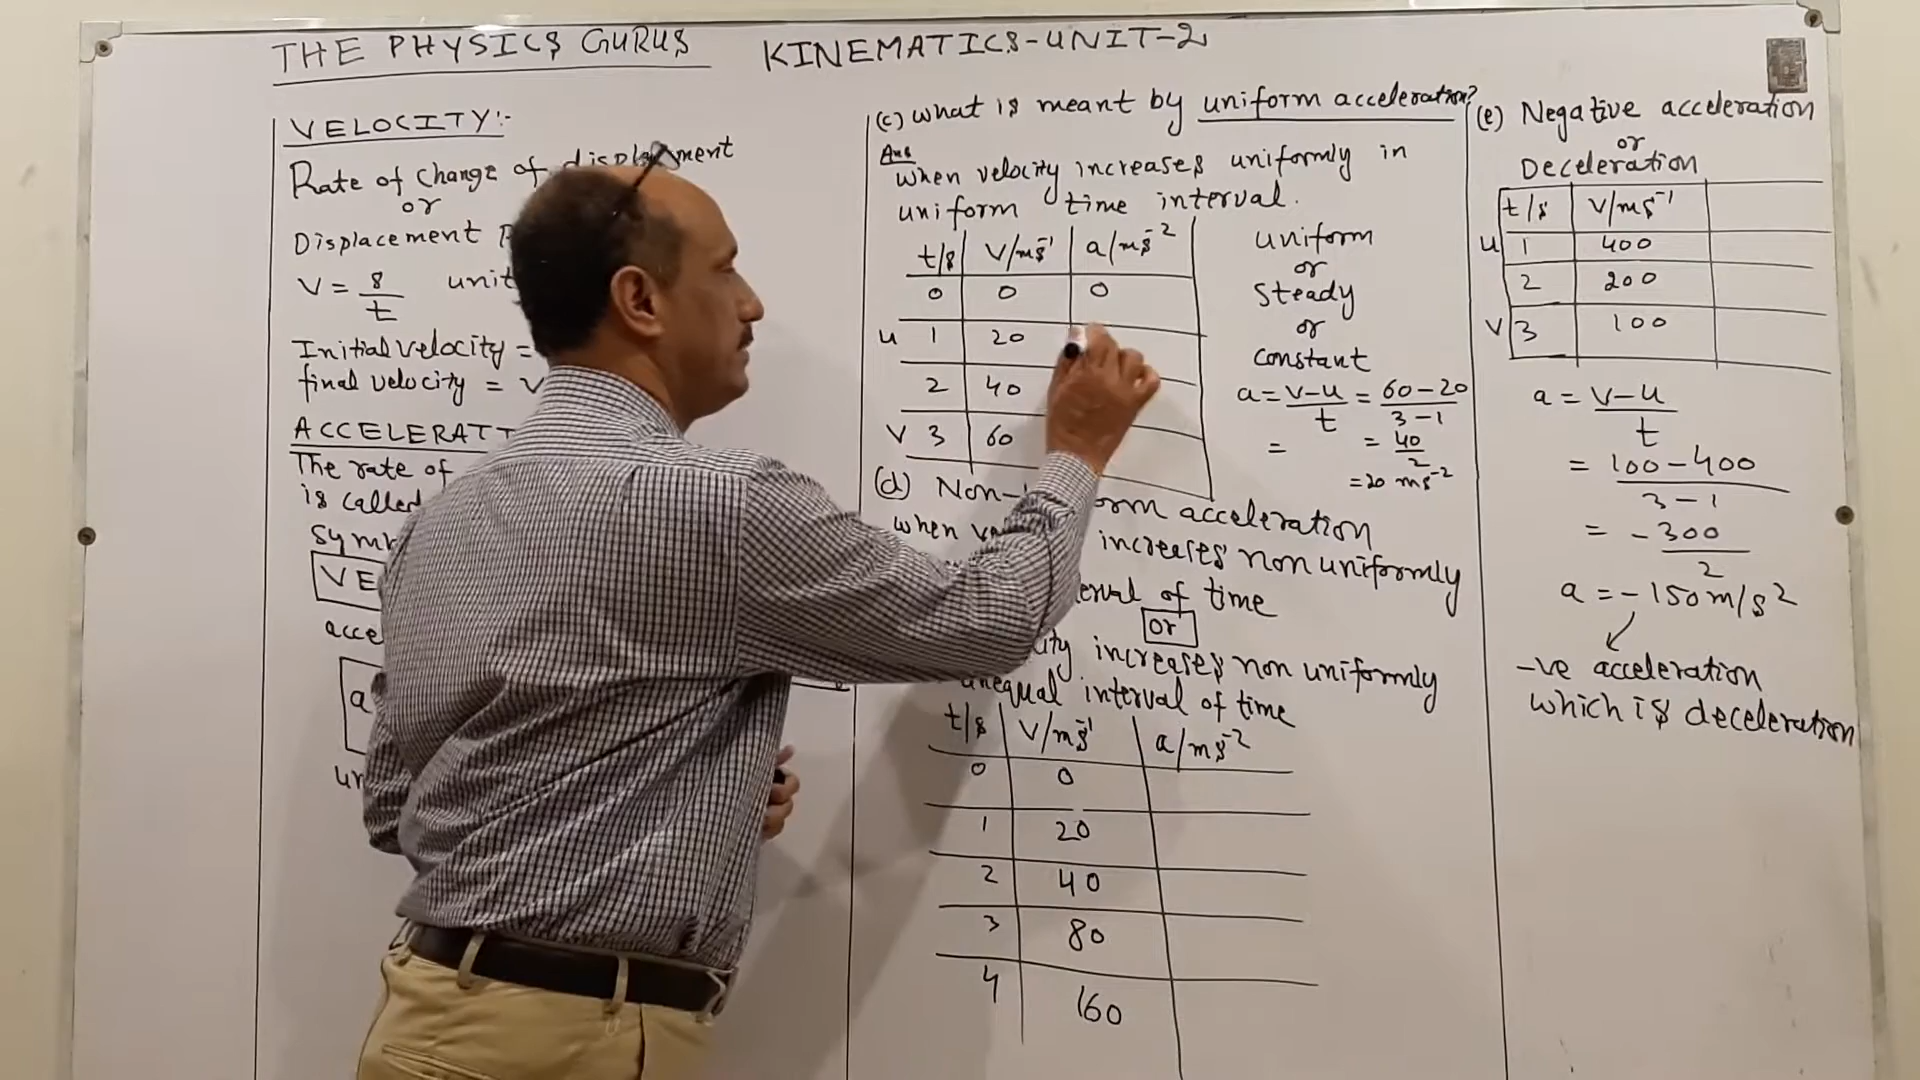 THE PHYSICS GURUS
KINEMATICS-UNIT-2
VELOCITY:-
Rate of change of displacement
or
Displacement
V = s/t unit
Initial velocity =
final velocity = V
ACCELERATI
The rate of
is called
Sym
VE
acce
a
un
(c) What is meant by uniform acceleration?
Ans
when velocity increases uniformly in
uniform time interval.
t/s V/ms⁻¹ a/ms⁻²
0 0 0
u 1 20
2 40
V 3 60
uniform
or
Steady
or
constant
a = V-u/t = 60-20/3-1
= = 40/2
= 20 ms⁻²
(d) Non- orm acceleration
when increases non uniformly
of time
or
increases non uniformly
unequal interval of time
t/s V/ms⁻¹ a/ms⁻²
0 0
1 20
2 40
3 80
4 160
(e) Negative acceleration
or
Deceleration
t/s V/ms⁻¹
u 1 400
2 200
V 3 100
a = V-u/t
= 100-400/3-1
= -300/2
a = -150m/s²
-ve acceleration
which is deceleration